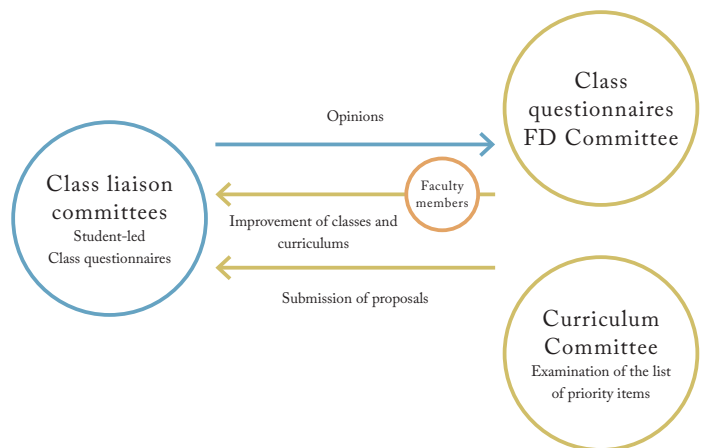 Class liaison
committees
Student-led
Class questionnaires
Opinions
Faculty
members
Improvement of classes and
curriculums
Submission of proposals
Class
questionnaires
FD Committee
Curriculum
Committee
Examination of the list
of priority items